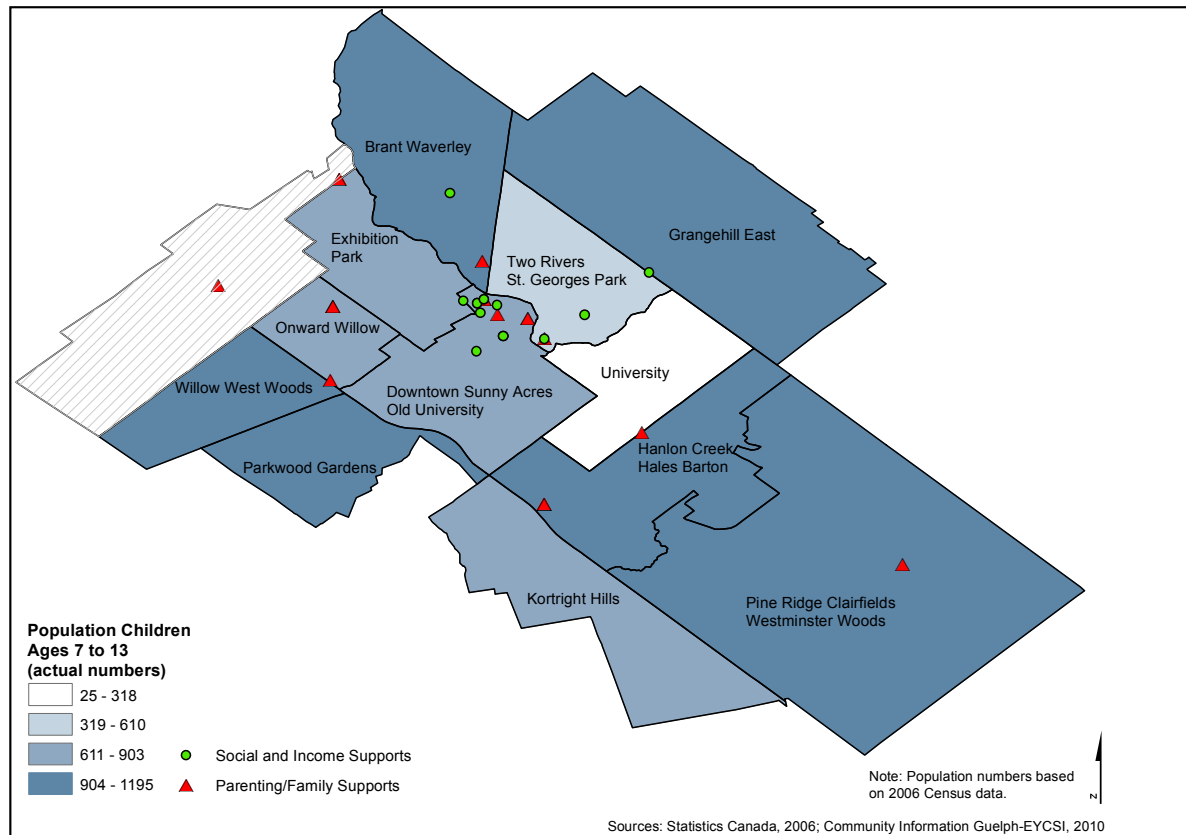 Brant Waverley
Grangehill East
Exhibition
Park
Two Rivers
St. Georges Park
Onward Willow
University
Willow West Woods
Downtown Sunny Acres
Old University
Hanlon Creek
Hales Barton
Parkwood Gardens
Kortright Hills
Pine Ridge Clairfields
Westminster Woods
Population Children
Ages 7 to 13
(actual numbers)
25 - 318
319 - 610
611 - 903
904 - 1195
Social and Income Supports
Parenting/Family Supports
Note: Population numbers based
on 2006 Census data.
N
Sources: Statistics Canada, 2006; Community Information Guelph-EYCSI, 2010